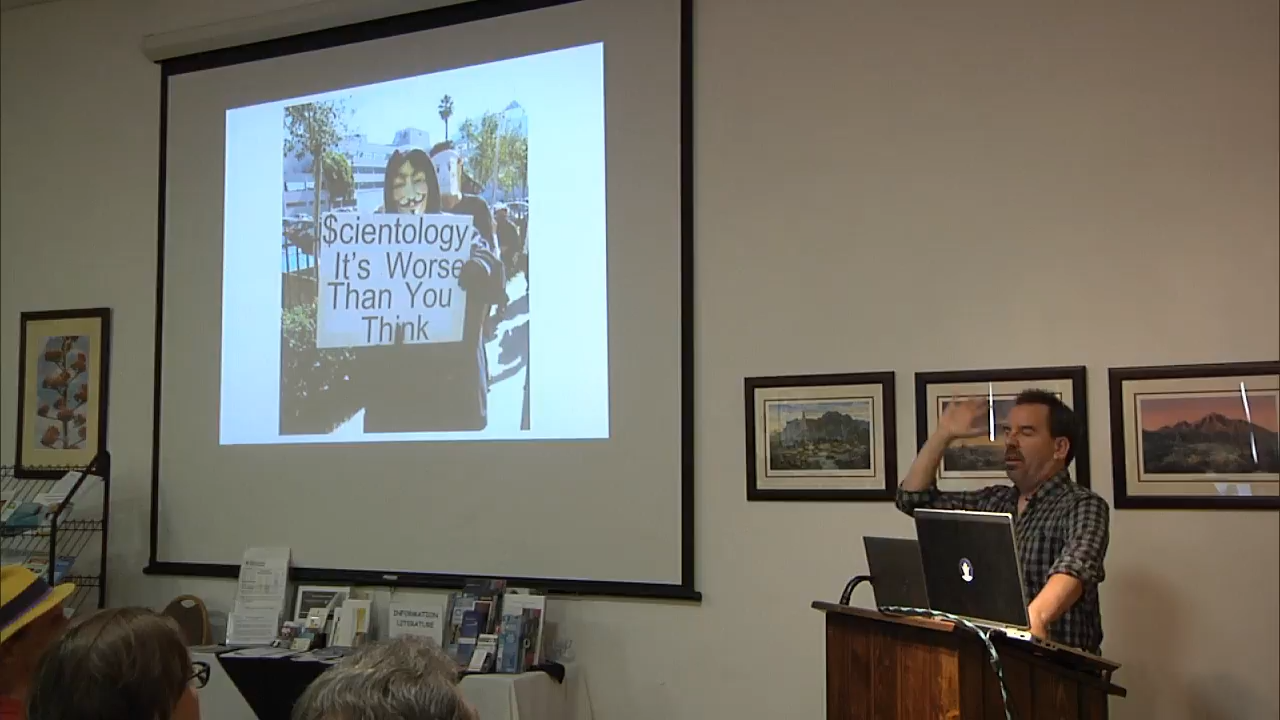 $cientology
It's Worse
Than You
Think
INFORMATION
LITERATURE